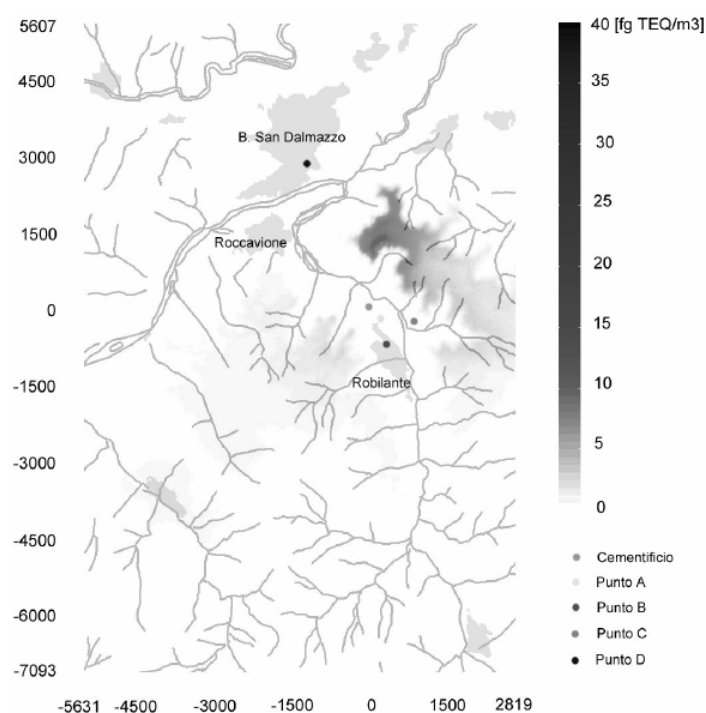 5607
40 [fg TEQ/m3]
4500
35
B. San Dalmazzo
30
3000
25
Roccavione
1500
20
0
15
10
-1500
Robilante
5
-3000
0
-4500
Cementificio
Punto A
-6000
Punto B
Punto C
-7093
Punto D
-5631 -4500 -3000 -1500 0 1500 2819